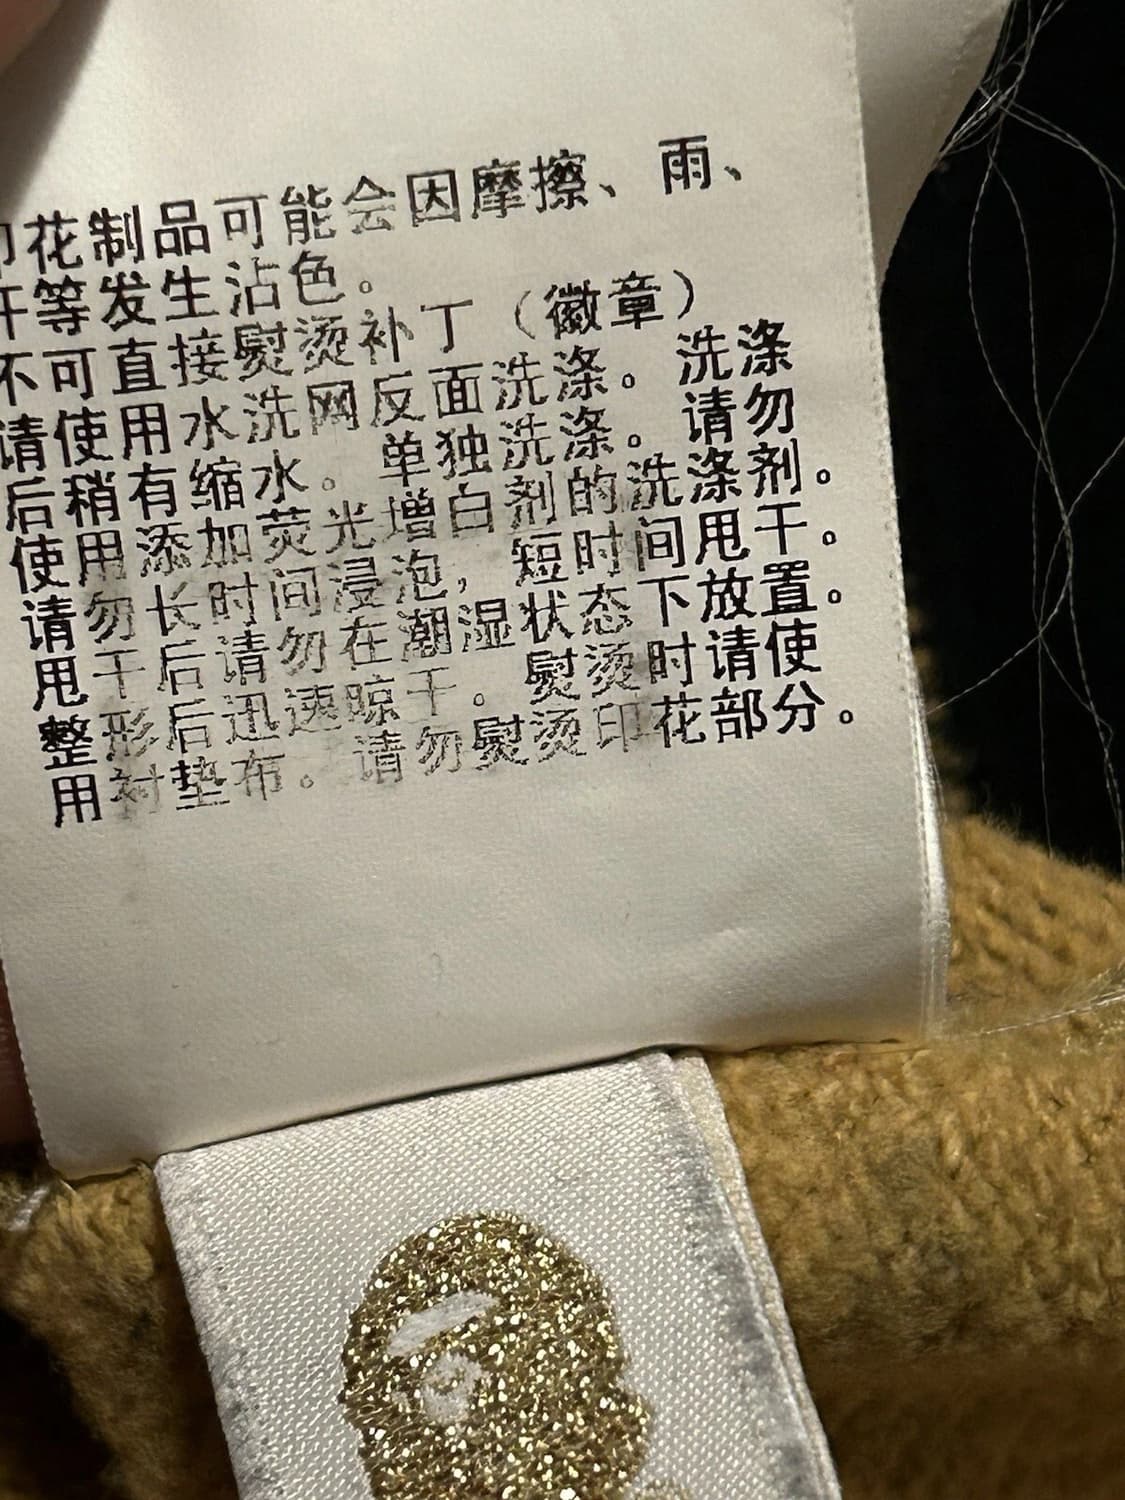 印花制品可能会因摩擦、雨、
汗等发生沾色。
不可直接熨烫补丁（徽章）
请使用水洗网反面洗涤。洗涤
后稍有缩水。单独洗涤。请勿
使用添加荧光增白剂的洗涤剂。
请勿长时间浸泡，短时间甩干。
甩干后请勿在潮湿状态下放置。
整形后迅速晾干。熨烫时请使
用衬垫布。请勿熨烫印花部分。